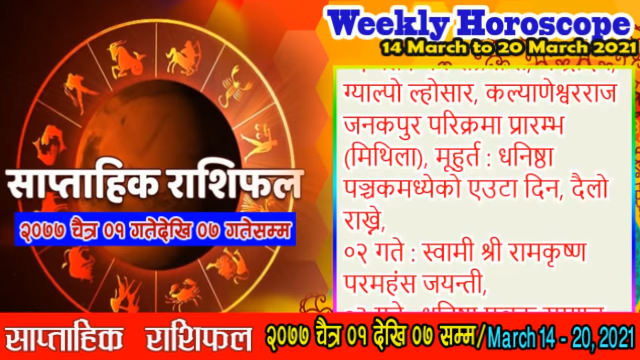 Weekly Horoscope
14 March to 20 March 2021
ग्याल्पो ल्होसार, कल्याणेश्वरराज
जनकपुर परिक्रमा प्रारम्भ
(मिथिला), मूहुर्त : धनिष्ठा
पञ्चकमध्येको एउटा दिन, दैलो
राख्ने,
०२ गते : स्वामी श्री रामकृष्ण
परमहंस जयन्ती,
साप्ताहिक राशिफल
२०७७ चैत्र ०१ गतेदेखि ०७ गतेसम्म
साप्ताहिक राशिफल २०७७ चैत्र ०१ देखि ०७ सम्म/March 14 - 20, 2021